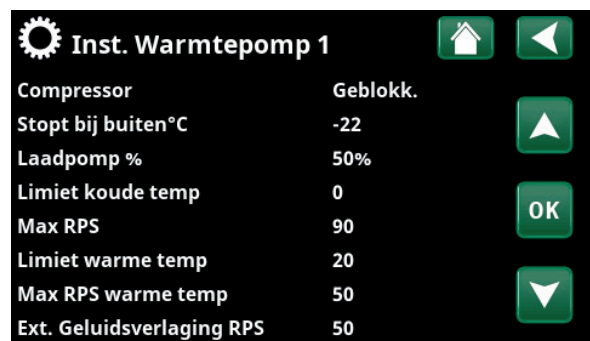 Inst. Warmtepomp 1
Compressor Geblokk.
Stopt bij buiten°C -22
Laadpomp % 50%
Limiet koude temp 0
Max RPS 90
OK
Limiet warme temp 20
Max RPS warme temp 50
Ext. Geluidsverlaging RPS 50